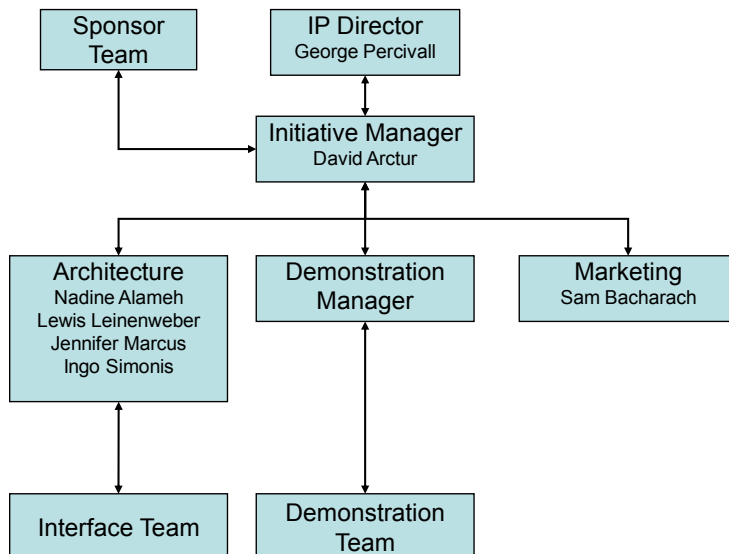 Sponsor
Team
IP Director
George Percivall
Initiative Manager
David Arctur
Architecture
Nadine Alameh
Lewis Leinenweber
Jennifer Marcus
Ingo Simonis
Demonstration
Manager
Marketing
Sam Bacharach
Interface Team
Demonstration
Team